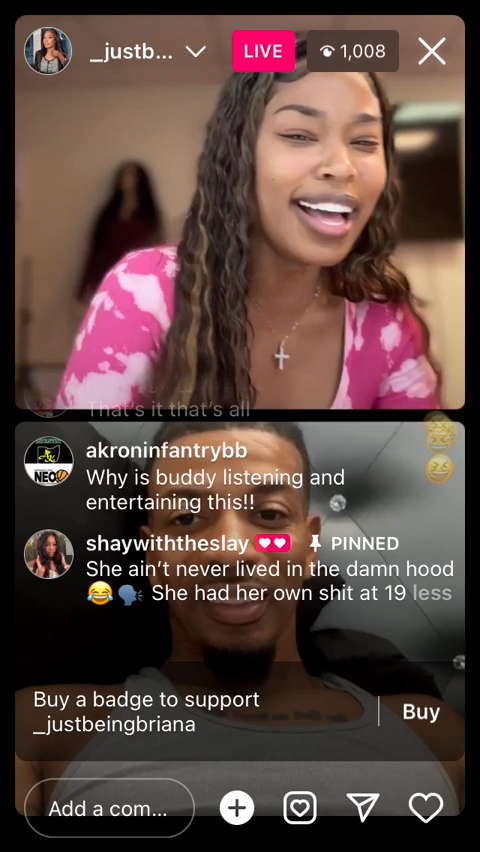 _justb...
LIVE
1,008
That's it that's all
akroninfantrybb
Why is buddy listening and
entertaining this!!
NEO
shaywiththeslay PINNED
She ain't never lived in the damn hood
😂🗣️ She had her own shit at 19 less
Buy a badge to support
_justbeingbriana
Buy
Add a com...